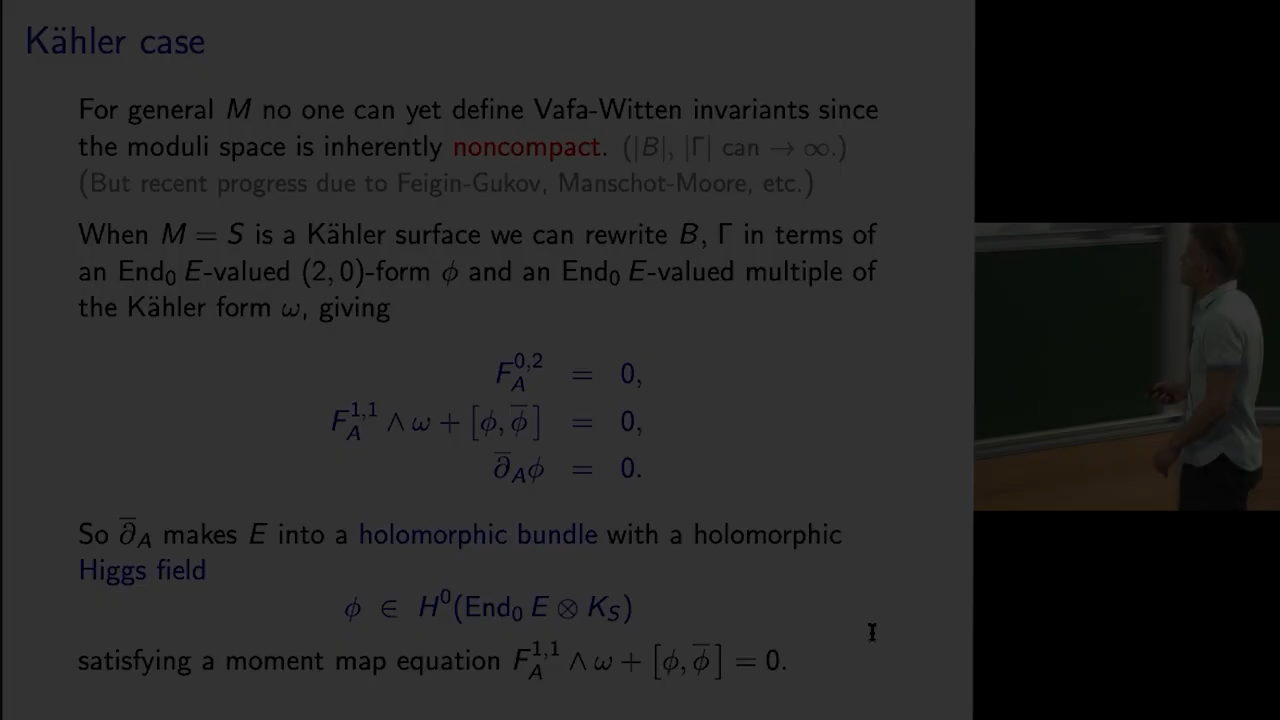 Kähler case
For general M no one can yet define Vafa-Witten invariants since
the moduli space is inherently noncompact. (|B|, |Γ| can → ∞.)
(But recent progress due to Feigin-Gukov, Manschot-Moore, etc.)
When M = S is a Kähler surface we can rewrite B, Γ in terms of
an End₀ E-valued (2, 0)-form ϕ and an End₀ E-valued multiple of
the Kähler form ω, giving
F_A^{0,2} = 0,
F_A^{1,1} ∧ ω + [ϕ, ϕ̅] = 0,
∂̅_A ϕ = 0.
So ∂̅_A makes E into a holomorphic bundle with a holomorphic
Higgs field
ϕ ∈ H⁰(End₀ E ⊗ K_S)
satisfying a moment map equation F_A^{1,1} ∧ ω + [ϕ, ϕ̅] = 0.